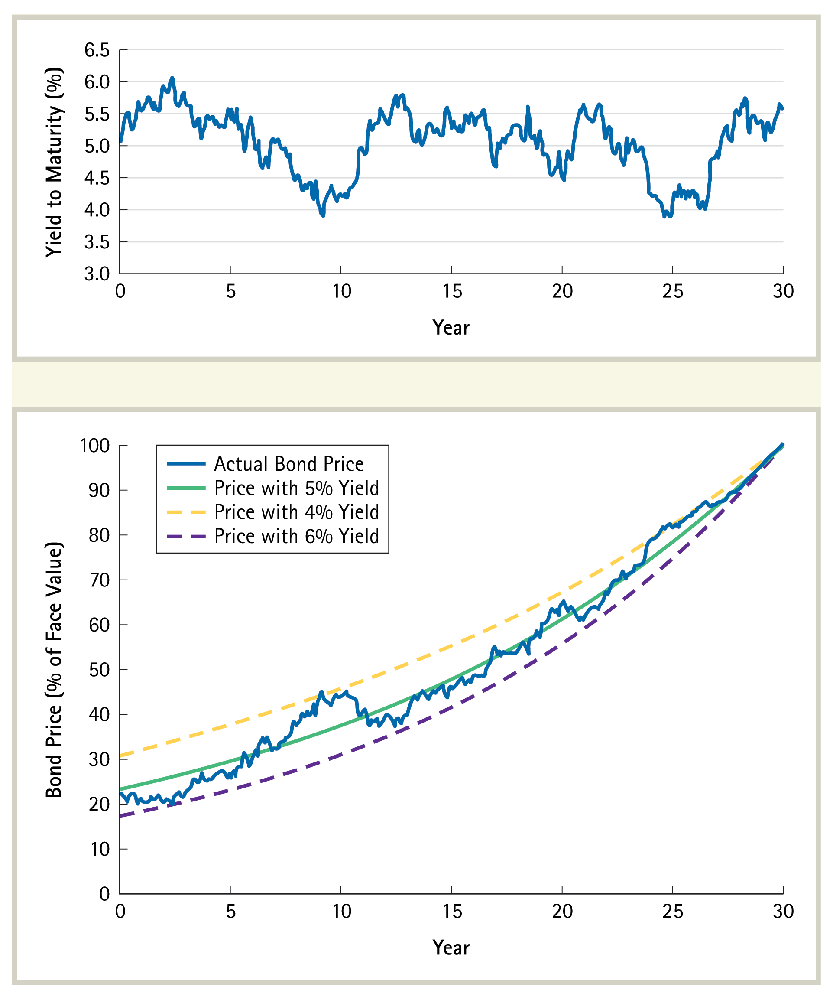 Yield to Maturity (%)
6.5
6.0
5.5
5.0
4.5
4.0
3.5
3.0
0 5 10 15 20 25 30
Year
Bond Price (% of Face Value)
100
90
80
70
60
50
40
30
20
10
0
Actual Bond Price
Price with 5% Yield
Price with 4% Yield
Price with 6% Yield
0 5 10 15 20 25 30
Year